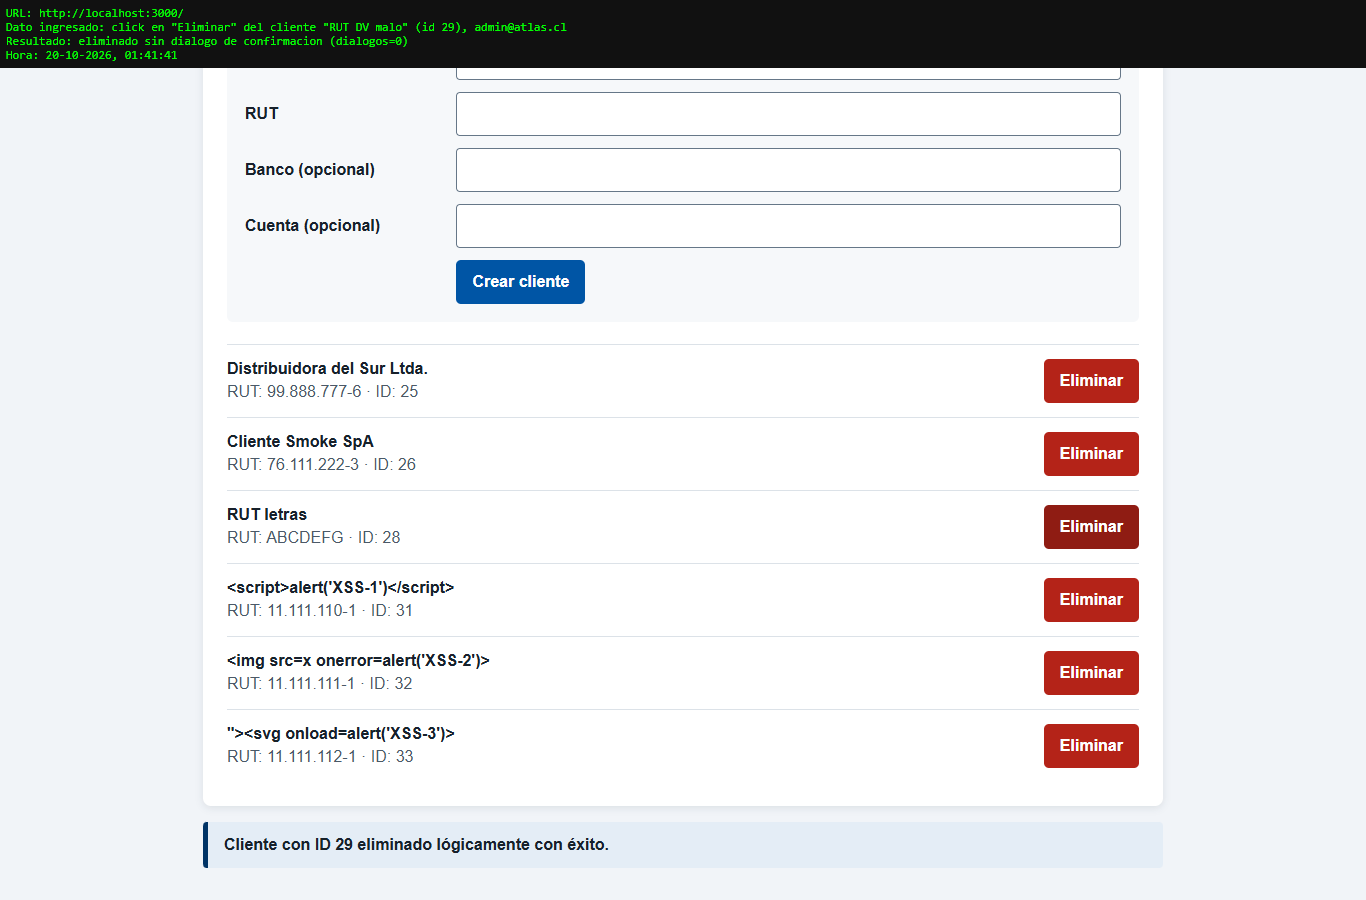 URL: http://localhost:3000/
Dato ingresado: click en "Eliminar" del cliente "RUT DV malo" (id 29), admin@atlas.cl
Resultado: eliminado sin dialogo de confirmacion (dialogos=0)
Hora: 20-10-2026, 01:41:41
RUT
Banco (opcional)
Cuenta (opcional)
Crear cliente
Distribuidora del Sur Ltda.
RUT: 99.888.777-6 · ID: 25
Eliminar
Cliente Smoke SpA
RUT: 76.111.222-3 · ID: 26
Eliminar
RUT letras
RUT: ABCDEFG · ID: 28
Eliminar
<script>alert('XSS-1')</script>
RUT: 11.111.110-1 · ID: 31
Eliminar
<img src=x onerror=alert('XSS-2')>
RUT: 11.111.111-1 · ID: 32
Eliminar
"><svg onload=alert('XSS-3')>
RUT: 11.111.112-1 · ID: 33
Eliminar
Cliente con ID 29 eliminado lógicamente con éxito.